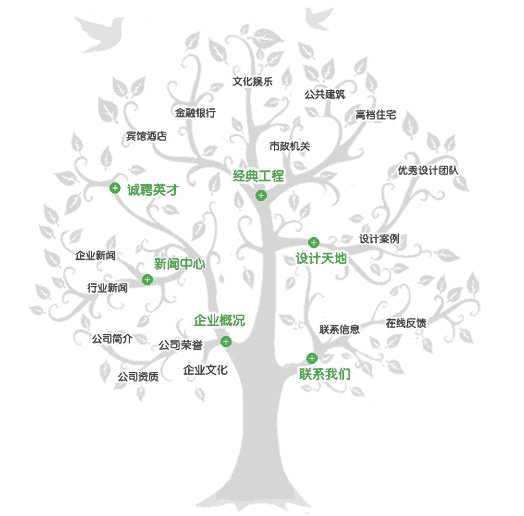 文化娱乐
公共建筑
金融银行
高档住宅
宾馆酒店
市政机关
优秀设计团队
经典工程
诚聘英才
设计案例
企业新闻
新闻中心
设计天地
行业新闻
企业概况
在线反馈
联系信息
公司简介
公司荣誉
企业文化
联系我们
公司资质